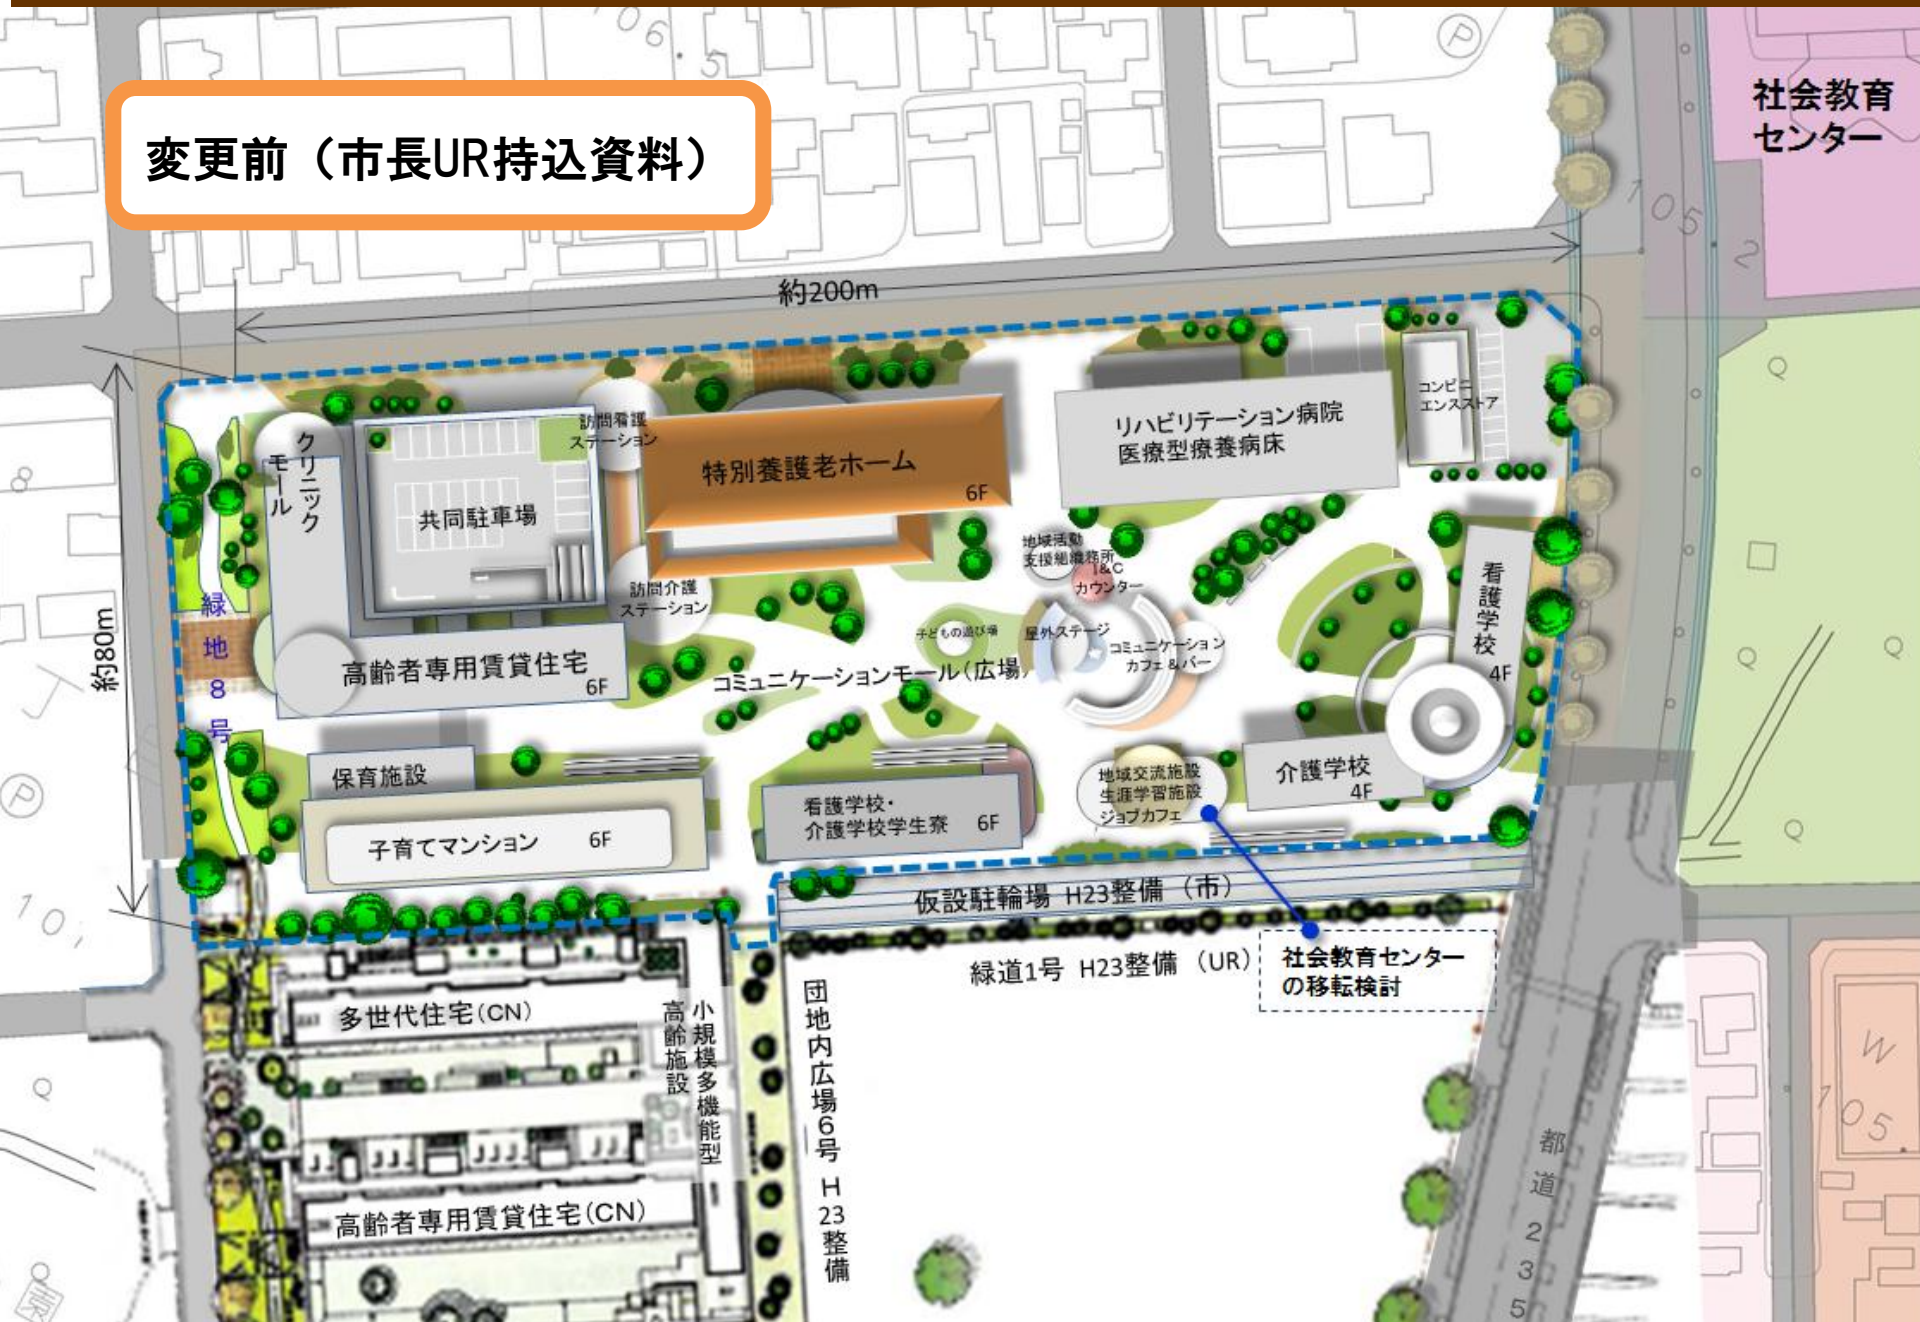 変更前（市長UR持込資料）
社会教育
センター
106.5
P
105.2
約200m
約80m
クリニック
モール
共同駐車場
訪問看護
ステーション
特別養護老ホーム
6F
リハビリテーション病院
医療型療養病床
コンビニ
エンスストア
訪問介護
ステーション
地域活動
支援組織務所
I&C
カウンター
看護学校
4F
緑地8号
高齢者専用賃貸住宅
6F
子どもの遊び場
屋外ステージ
コミュニケーション
カフェ＆バー
コミュニケーションモール（広場）
保育施設
子育てマンション 6F
看護学校・
介護学校学生寮 6F
地域交流施設
生涯学習施設
ジョブカフェ
介護学校
4F
仮設駐輪場 H23整備（市）
緑道1号 H23整備（UR）
社会教育センター
の移転検討
P
多世代住宅(CN)
小規模多機能型
高齢施設
団地内広場6号 H23整備
高齢者専用賃貸住宅(CN)
都道235
W
105.